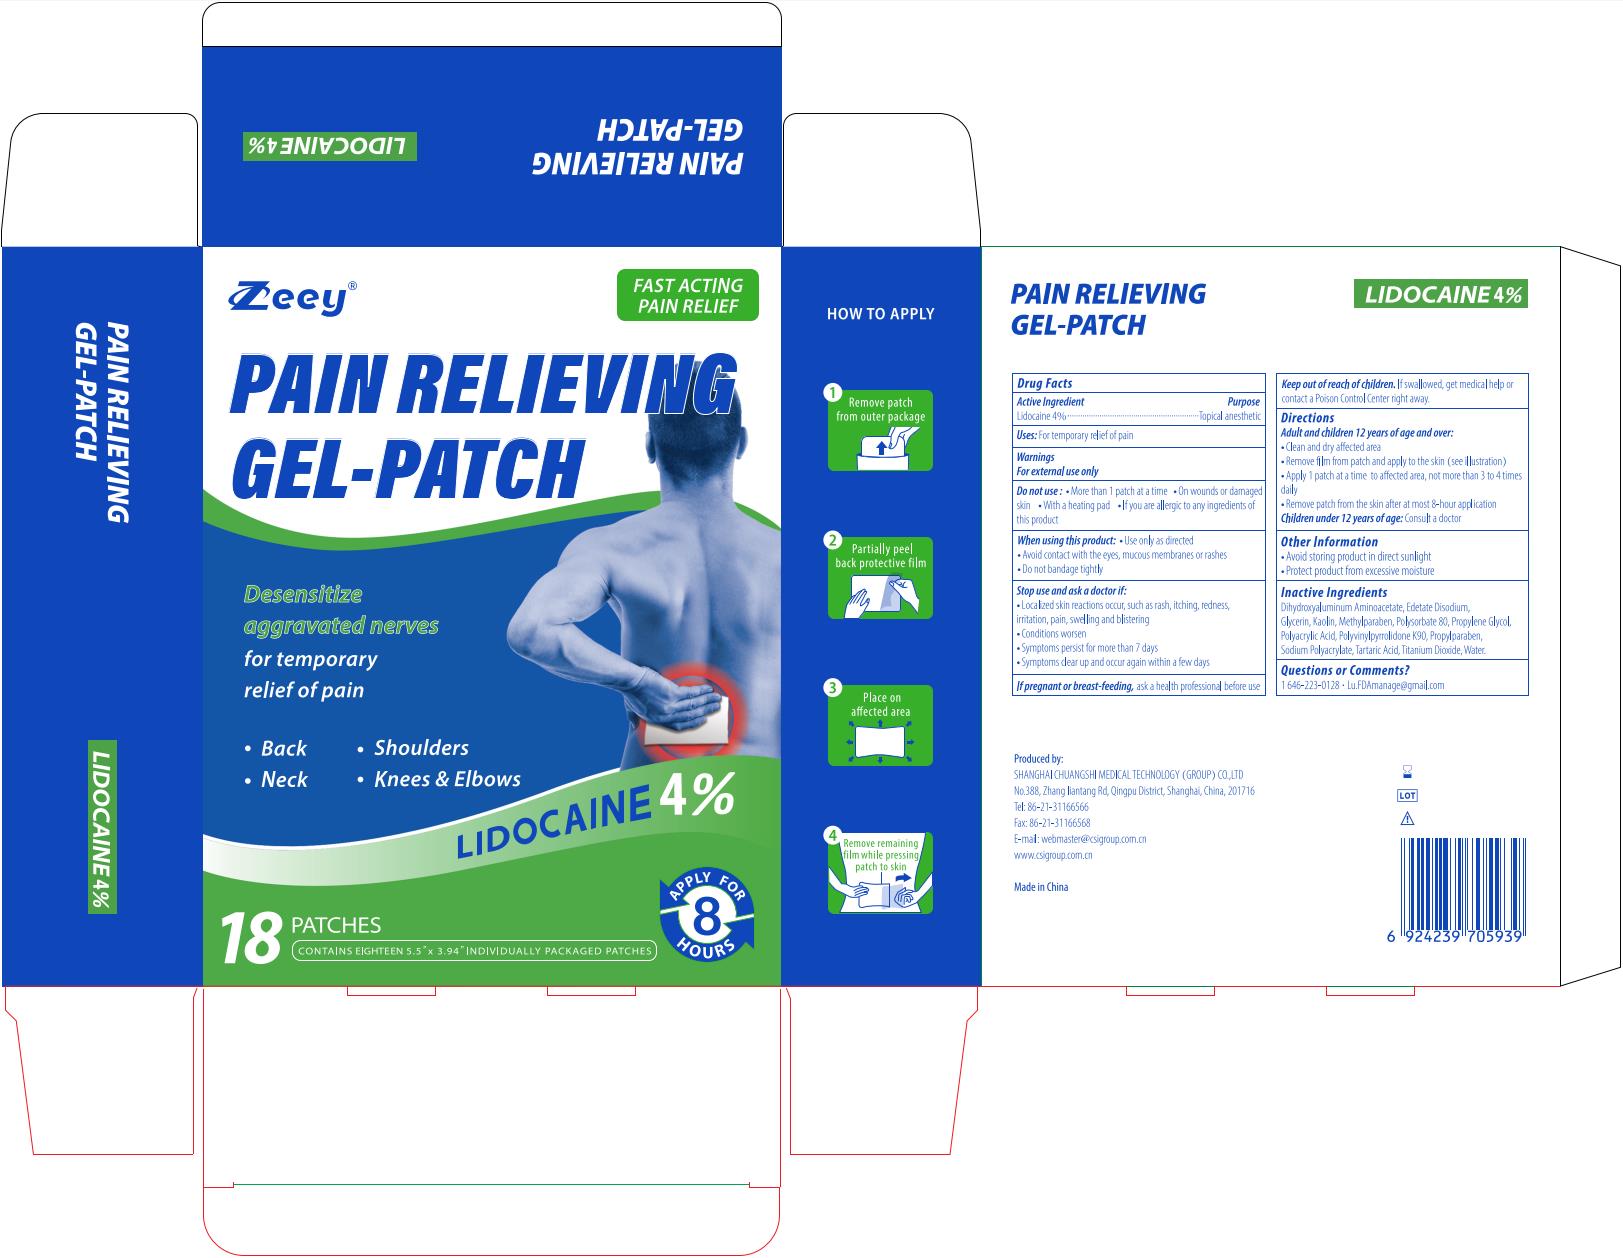 PAIN RELIEVING
GEL-PATCH
LIDOCAINE 4%
PAIN RELIEVING
GEL-PATCH
LIDOCAINE 4%
Zeey®
FAST ACTING
PAIN RELIEF
PAIN RELIEVING
GEL-PATCH
Desensitize
aggravated nerves
for temporary
relief of pain
• Back • Shoulders
• Neck • Knees & Elbows
LIDOCAINE 4%
18 PATCHES
CONTAINS EIGHTEEN 5.5"x 3.94" INDIVIDUALLY PACKAGED PATCHES
APPLY FOR
8
HOURS
HOW TO APPLY
1
Remove patch
from outer package
2
Partially peel
back protective film
3
Place on
affected area
4
Remove remaining
film while pressing
patch to skin
PAIN RELIEVING
GEL-PATCH
LIDOCAINE 4%
Drug Facts
Active Ingredient Purpose
Lidocaine 4%························Topical anesthetic
Uses: For temporary relief of pain
Warnings
For external use only
Do not use : • More than 1 patch at a time • On wounds or damaged
skin • With a heating pad • If you are allergic to any ingredients of
this product
When using this product: • Use only as directed
• Avoid contact with the eyes, mucous membranes or rashes
• Do not bandage tightly
Stop use and ask a doctor if:
• Localized skin reactions occur, such as rash, itching, redness,
irritation, pain, swelling and blistering
• Conditions worsen
• Symptoms persist for more than 7 days
• Symptoms clear up and occur again within a few days
If pregnant or breast-feeding, ask a health professional before use
Keep out of reach of children. If swallowed, get medical help or
contact a Poison Control Center right away.
Directions
Adult and children 12 years of age and over:
• Clean and dry affected area
• Remove film from patch and apply to the skin (see illustration)
• Apply 1 patch at a time to affected area, not more than 3 to 4 times
daily
• Remove patch from the skin after at most 8-hour application
Children under 12 years of age: Consult a doctor
Other Information
• Avoid storing product in direct sunlight
• Protect product from excessive moisture
Inactive Ingredients
Dihydroxyaluminum Aminoacetate, Edetate Disodium,
Glycerin, Kaolin, Methylparaben, Polysorbate 80, Propylene Glycol,
Polyacrylic Acid, Polyvinylpyrrolidone K90, Propylparaben,
Sodium Polyacrylate, Tartaric Acid, Titanium Dioxide, Water.
Questions or Comments?
1 646-223-0128 · Lu.FDAmanage@gmail.com
Produced by:
SHANGHAI CHUANGSHI MEDICAL TECHNOLOGY (GROUP) CO.,LTD
No.388, Zhang liantang Rd, Qingpu District, Shanghai, China, 201716
Tel: 86-21-31166566
Fax: 86-21-31166568
E-mail: webmaster@csigroup.com.cn
www.csigroup.com.cn
Made in China
LOT
6 924239 705939